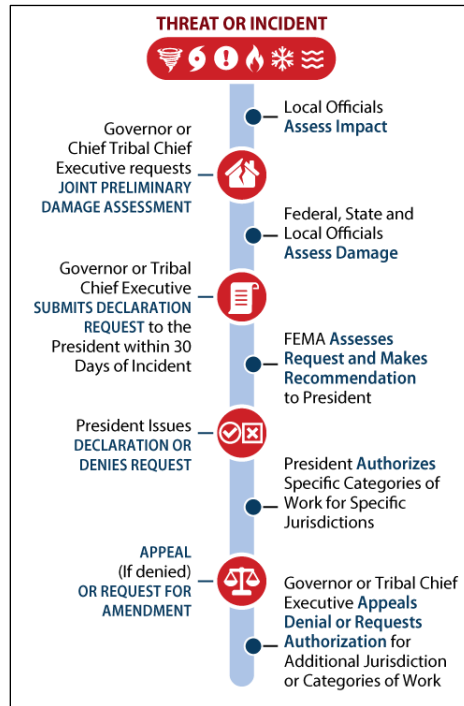 THREAT OR INCIDENT
Local Officials
Assess Impact
Governor or
Chief Tribal Chief
Executive requests
JOINT PRELIMINARY
DAMAGE ASSESSMENT
Federal, State and
Local Officials
Assess Damage
Governor or Tribal
Chief Executive
SUBMITS DECLARATION
REQUEST to the
President within 30
Days of Incident
FEMA Assesses
Request and Makes
Recommendation
to President
President Issues
DECLARATION OR
DENIES REQUEST
President Authorizes
Specific Categories of
Work for Specific
Jurisdictions
APPEAL
(If denied)
OR REQUEST FOR
AMENDMENT
Governor or Tribal Chief
Executive Appeals
Denial or Requests
Authorization for
Additional Jurisdiction
or Categories of Work